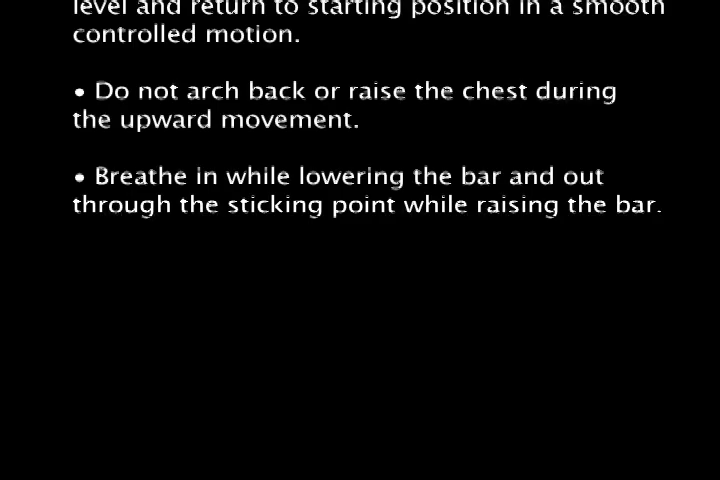 level and return to starting position in a smooth
controlled motion.
• Do not arch back or raise the chest during
the upward movement.
• Breathe in while lowering the bar and out
through the sticking point while raising the bar.